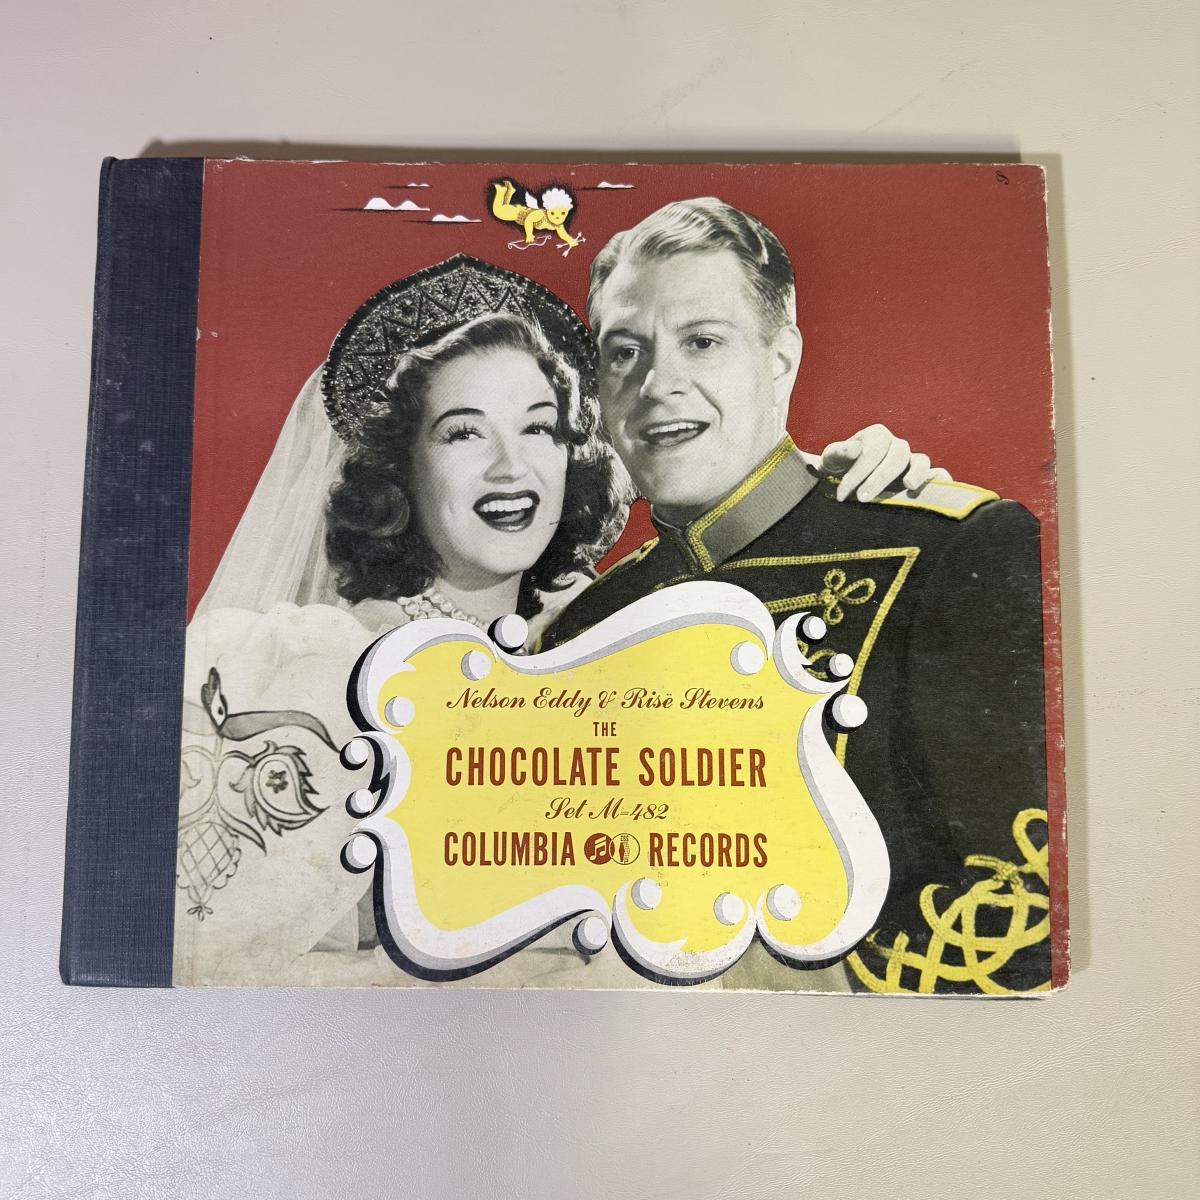 Nelson Eddy & Risë Stevens
THE
CHOCOLATE SOLDIER
Set M-482
COLUMBIA RECORDS